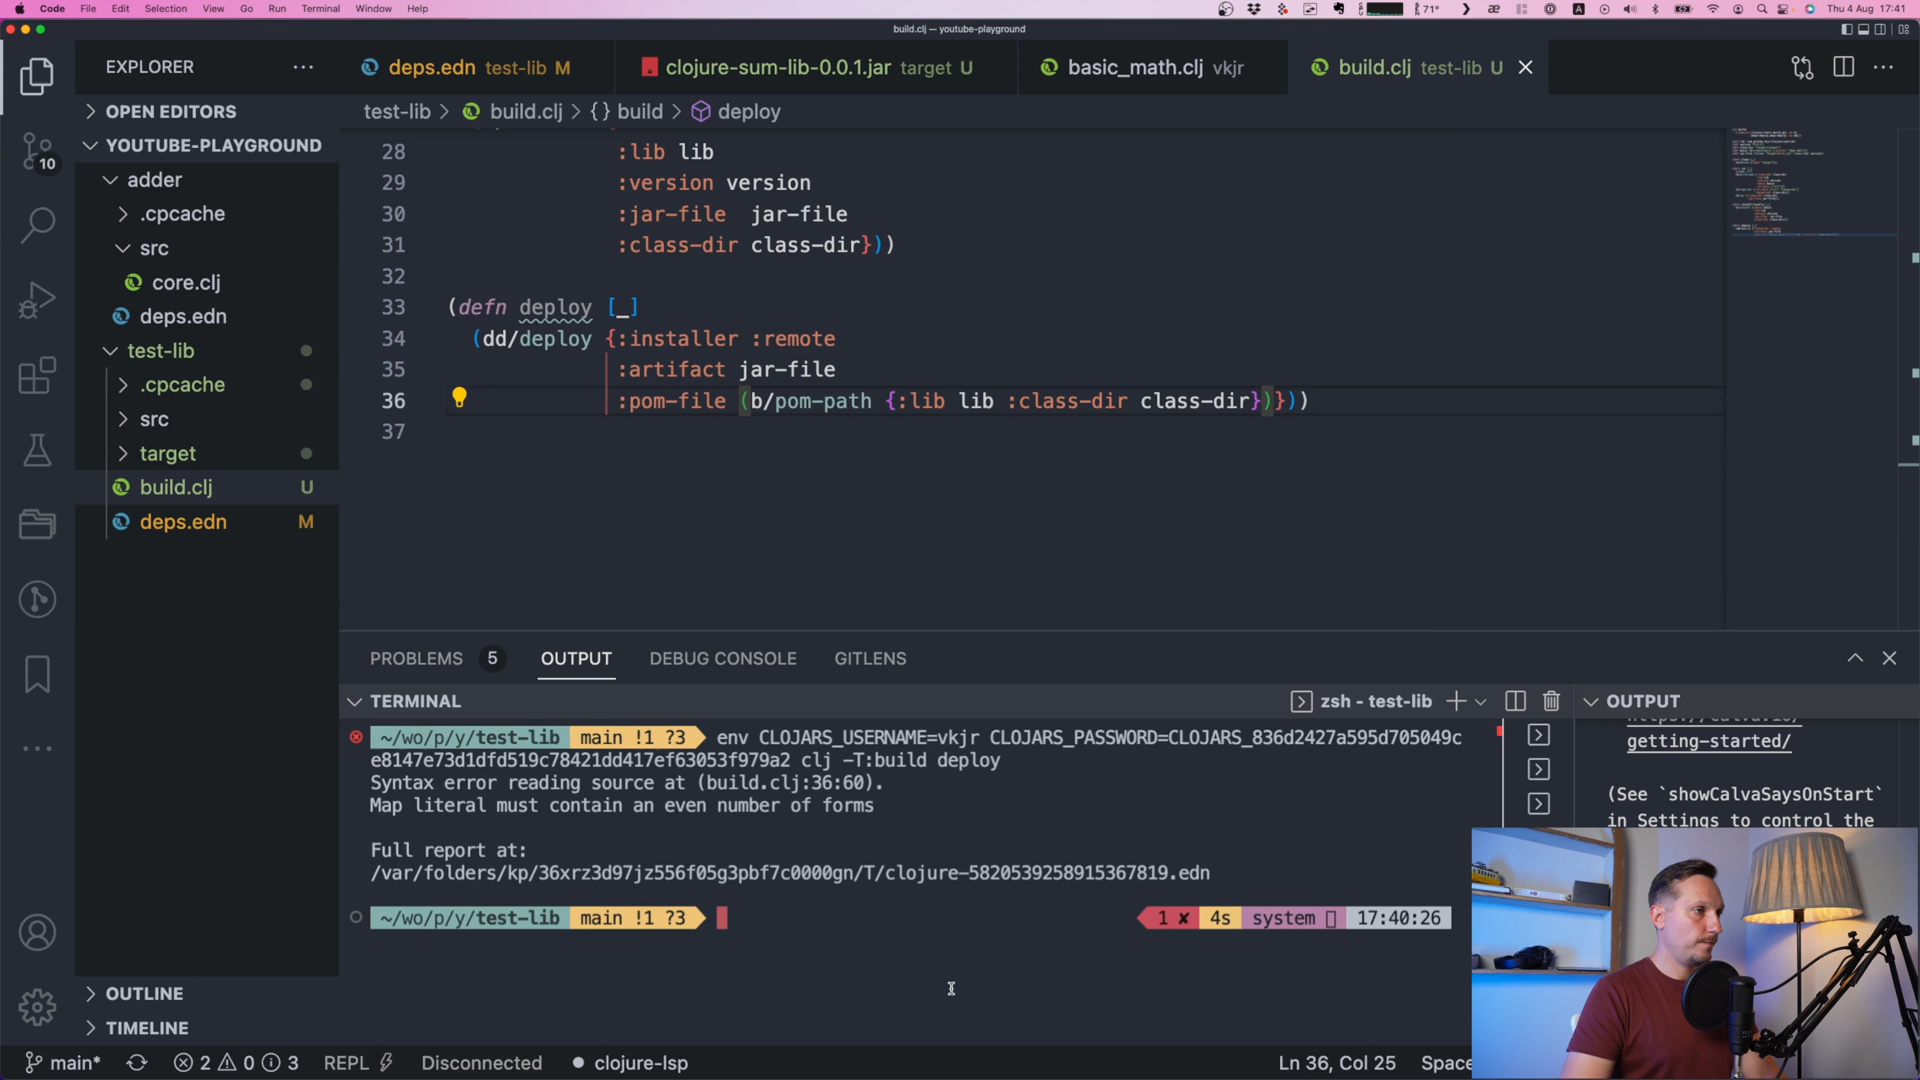 Code File Edit Selection View Go Run Terminal Window Help
71° Thu 4 Aug 17:41
build.clj — youtube-playground
EXPLORER
deps.edn test-lib M
clojure-sum-lib-0.0.1.jar target U
basic_math.clj vkjr
build.clj test-lib U
OPEN EDITORS
YOUTUBE-PLAYGROUND
adder
.cpcache
src
core.clj
deps.edn
test-lib
.cpcache
src
target
build.clj U
deps.edn M
OUTLINE
TIMELINE
10
test-lib > build.clj > {} build > deploy
28 :lib lib
29 :version version
30 :jar-file jar-file
31 :class-dir class-dir}))
32
33 (defn deploy [_]
34 (dd/deploy {:installer :remote
35 :artifact jar-file
36 :pom-file (b/pom-path {:lib lib :class-dir class-dir})}))
37
PROBLEMS 5 OUTPUT DEBUG CONSOLE GITLENS
TERMINAL
zsh - test-lib
~/wo/p/y/test-lib main !1 ?3 env CLOJARS_USERNAME=vkjr CLOJARS_PASSWORD=CLOJARS_836d2427a595d705049c
e8147e73d1dfd519c78421dd417ef63053f979a2 clj -T:build deploy
Syntax error reading source at (build.clj:36:60).
Map literal must contain an even number of forms
Full report at:
/var/folders/kp/36xrz3d97jz556f05g3pbf7c0000gn/T/clojure-5820539258915367819.edn
~/wo/p/y/test-lib main !1 ?3
1 ✘ 4s system 17:40:26
OUTPUT
https://calva.io/
getting-started/
(See `showCalvaSaysOnStart`
in Settings to control the
main* 2 0 3 REPL Disconnected clojure-lsp
Ln 36, Col 25 Space